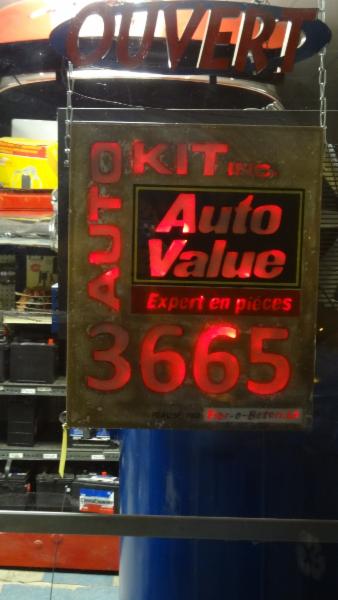 OUVERT
AUTO KIT INC.
Auto
Value
Expert en pièces
3665